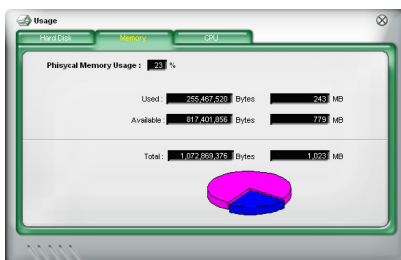 Usage
Hard Disk Memory CPU
Phisycal Memory Usage : 23 %
Used : 255,467,520 Bytes 243 MB
Available : 817,401,856 Bytes 779 MB
Total : 1,072,869,376 Bytes 1,023 MB